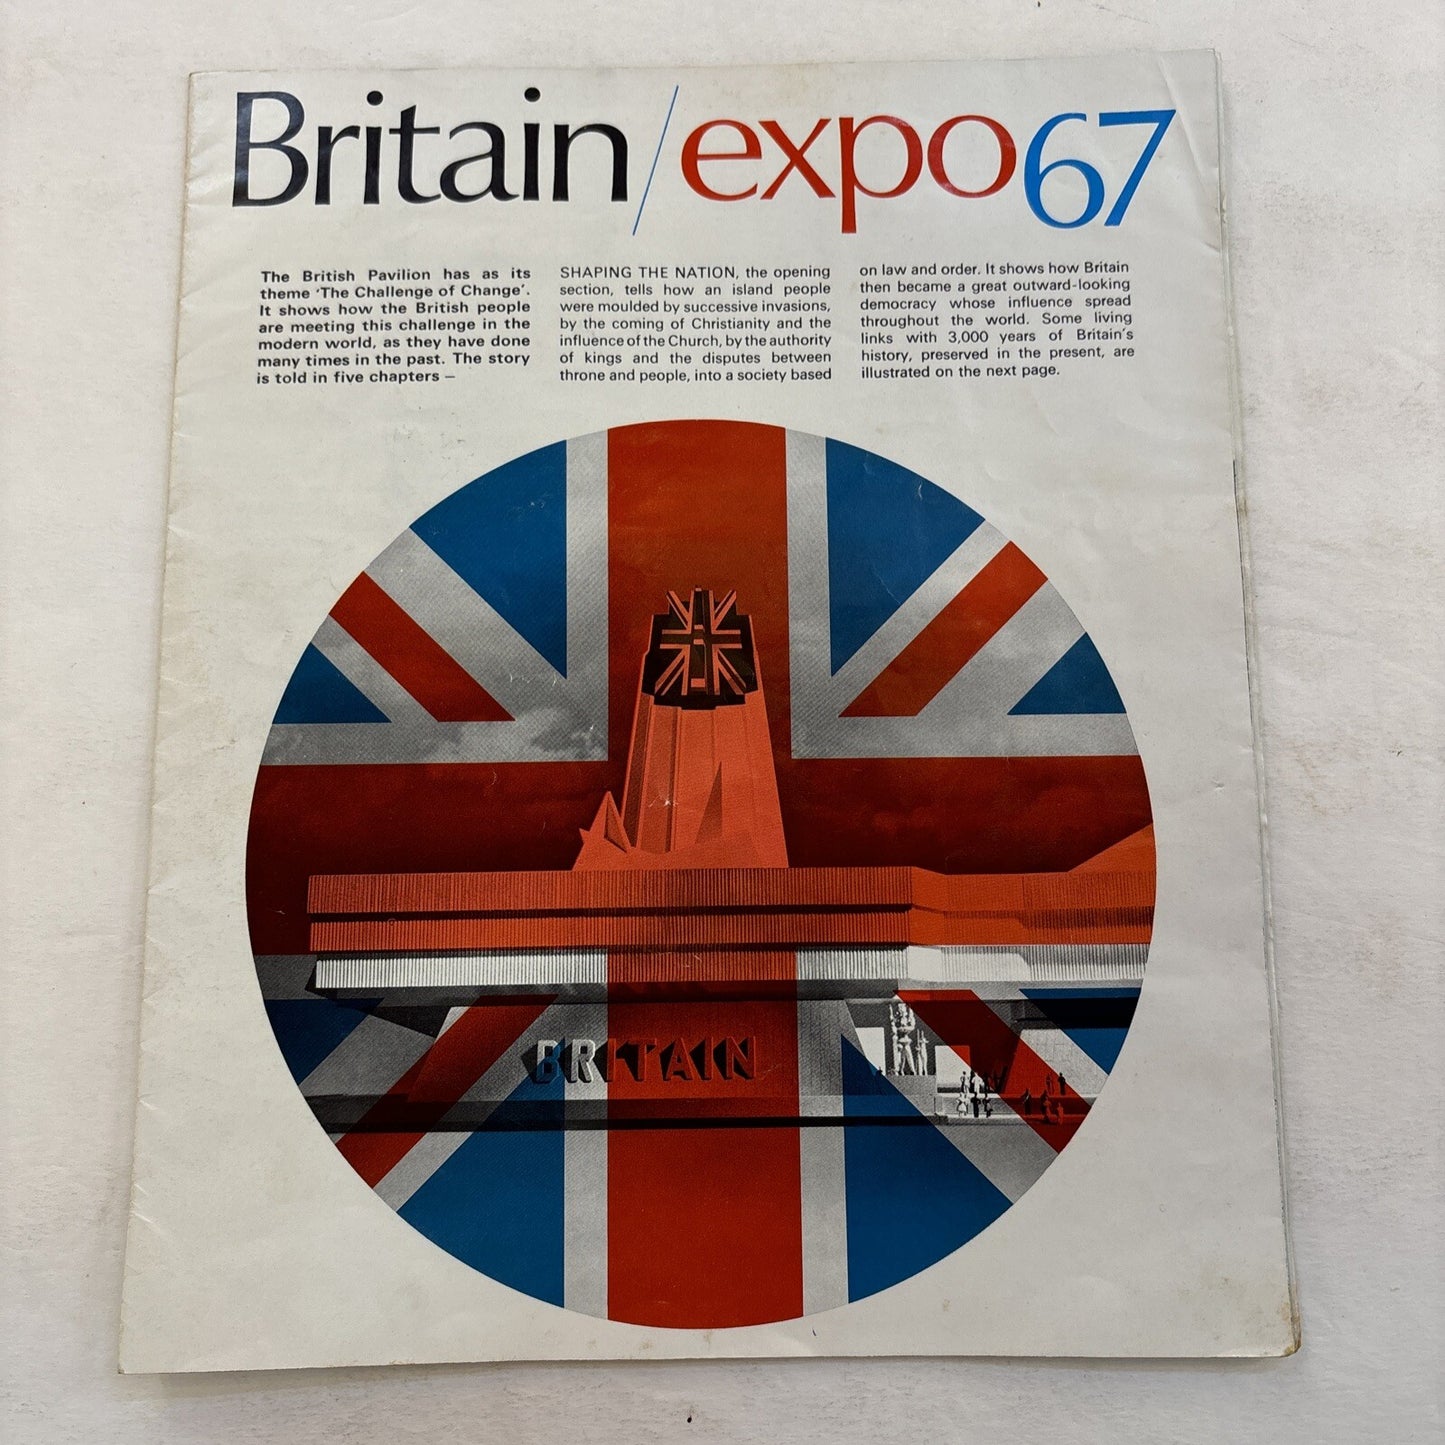 Britain/expo67
The British Pavilion has as its
theme ‘The Challenge of Change’.
It shows how the British people
are meeting this challenge in the
modern world, as they have done
many times in the past. The story
is told in five chapters –
SHAPING THE NATION, the opening
section, tells how an island people
were moulded by successive invasions,
by the coming of Christianity and the
influence of the Church, by the authority
of kings and the disputes between
throne and people, into a society based
on law and order. It shows how Britain
then became a great outward-looking
democracy whose influence spread
throughout the world. Some living
links with 3,000 years of Britain’s
history, preserved in the present, are
illustrated on the next page.
BRITAIN